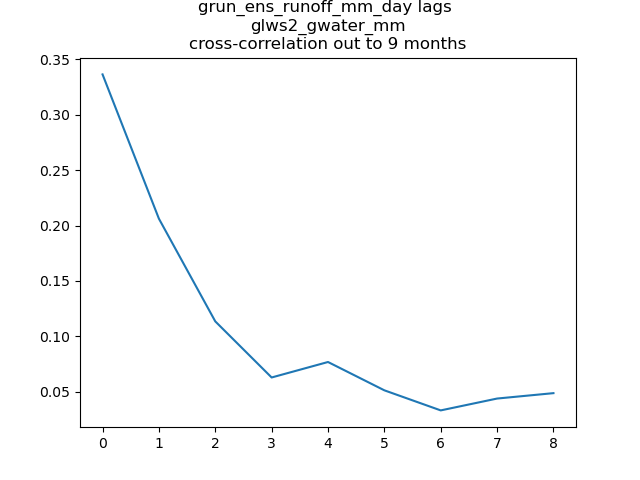 grun_ens_runoff_mm_day lags
glws2_gwater_mm
cross-correlation out to 9 months
0.35
0.30
0.25
0.20
0.15
0.10
0.05
0 1 2 3 4 5 6 7 8